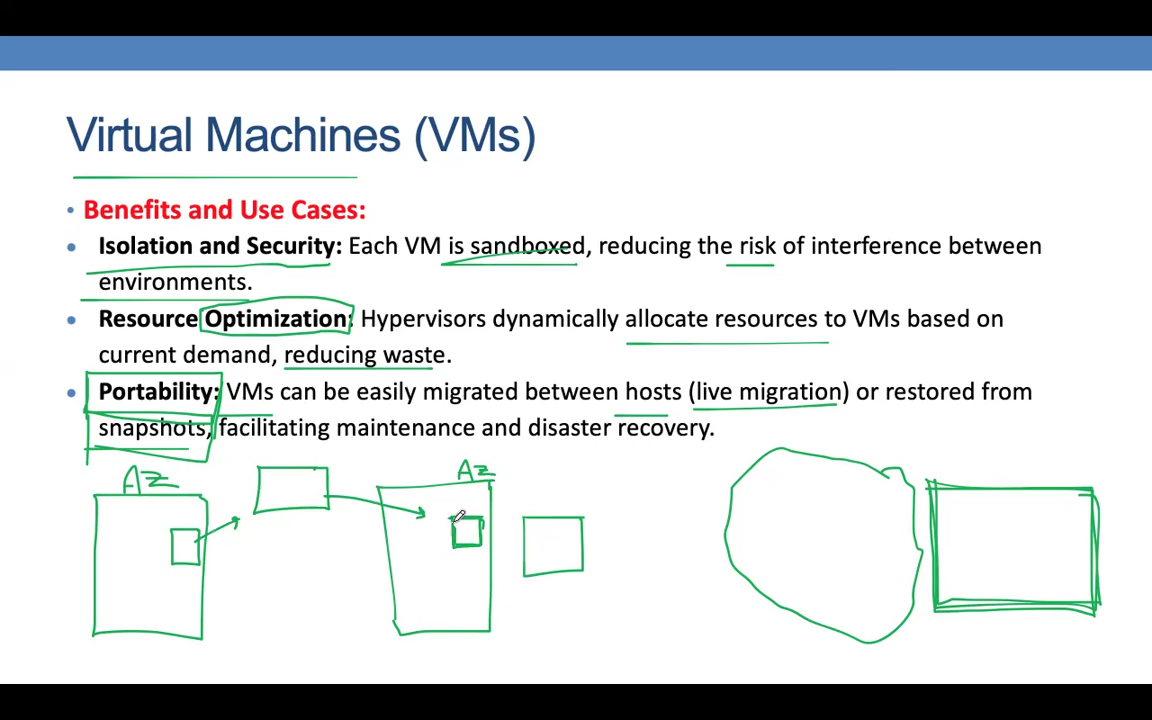 Virtual Machines (VMs)
• Benefits and Use Cases:
• Isolation and Security: Each VM is sandboxed, reducing the risk of interference between
environments.
• Resource Optimization: Hypervisors dynamically allocate resources to VMs based on
current demand, reducing waste.
• Portability: VMs can be easily migrated between hosts (live migration) or restored from
snapshots, facilitating maintenance and disaster recovery.
AZ AZ